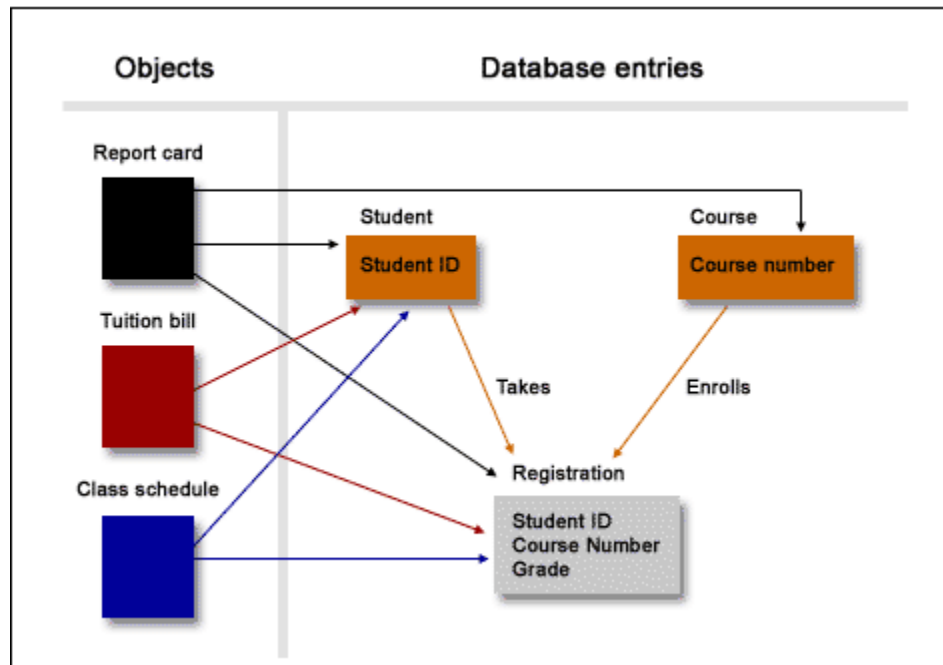 Objects
Database entries
Report card
Student
Course
Student ID
Course number
Tuition bill
Takes
Enrolls
Registration
Class schedule
Student ID
Course Number
Grade